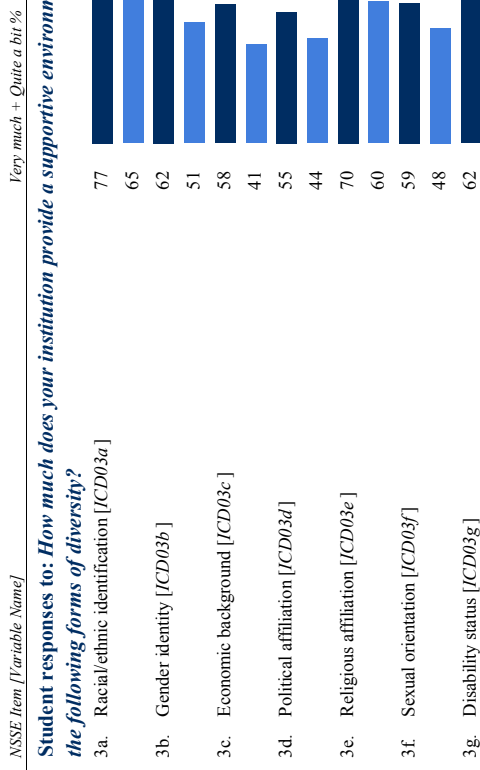 NSSE Item [Variable Name] Very much + Quite a bit %
Student responses to: How much does your institution provide a supportive environm
the following forms of diversity?
3a. Racial/ethnic identification [ICD03a] 77
65
3b. Gender identity [ICD03b] 62
51
3c. Economic background [ICD03c] 58
41
3d. Political affiliation [ICD03d] 55
44
3e. Religious affiliation [ICD03e] 70
60
3f. Sexual orientation [ICD03f] 59
48
3g. Disability status [ICD03g] 62